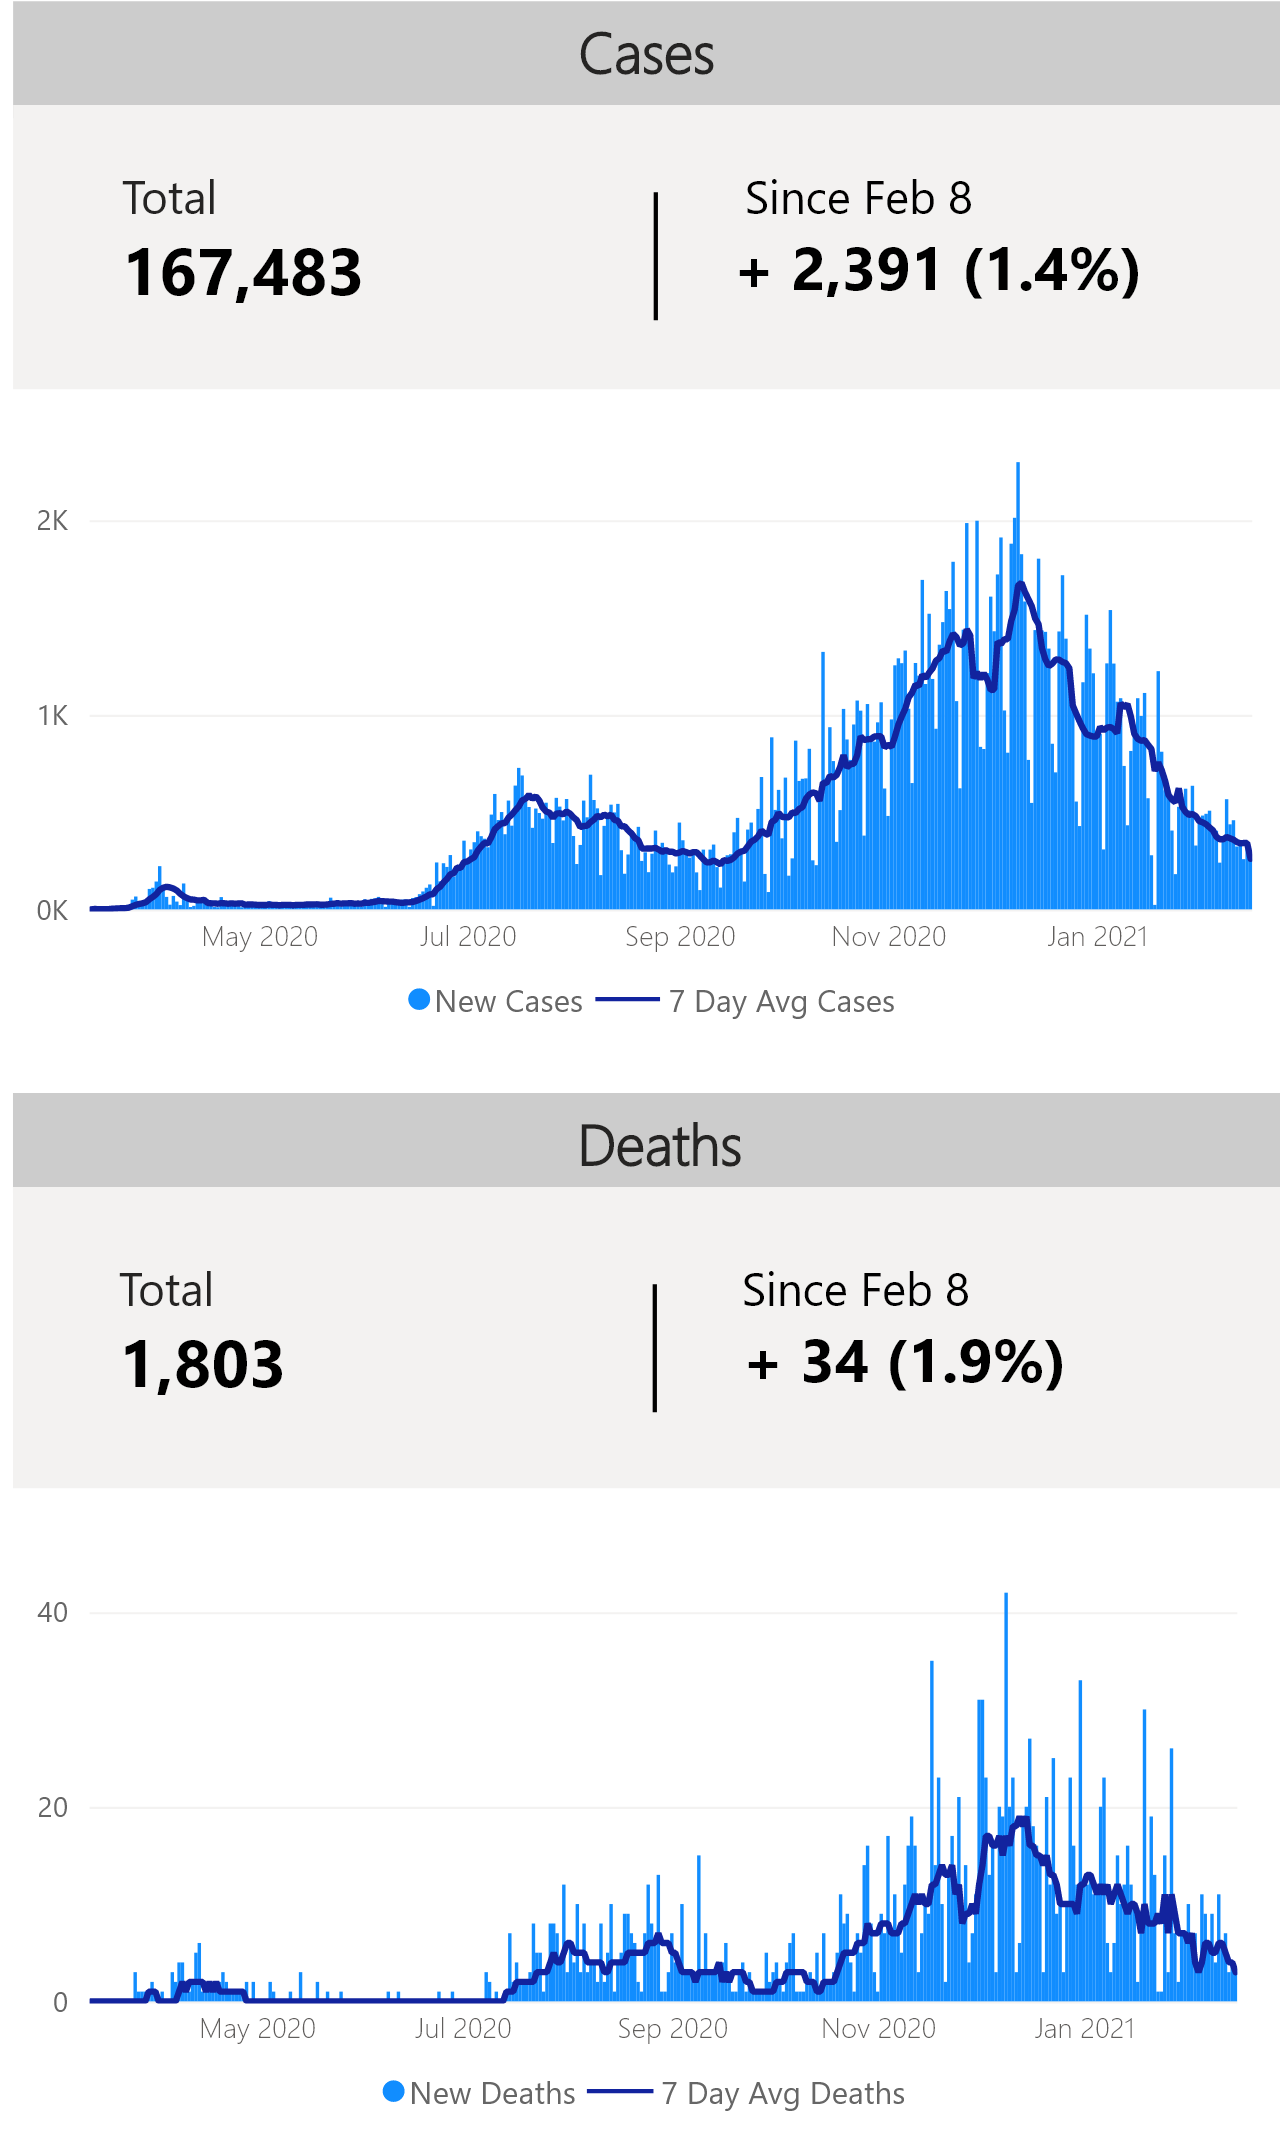 Cases
Total
Since Feb 8
167,483
+ 2,391 (1.4%)
2K
1K
0K
May 2020
Jul 2020
Sep 2020
Nov 2020
Jan 2021
New Cases
7 Day Avg Cases
Deaths
Total
Since Feb 8
1,803
+ 34 (1.9%)
40
20
0
May 2020
Jul 2020
Sep 2020
Nov 2020
Jan 2021
New Deaths
7 Day Avg Deaths